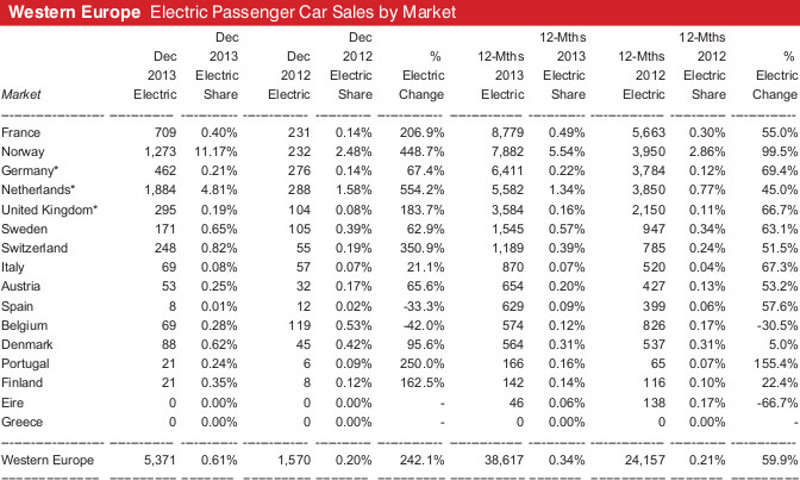 Western Europe Electric Passenger Car Sales by Market
Dec Dec 12-Mths 12-Mths
Dec 2013 Dec 2012 % 12-Mths 2013 12-Mths 2012 %
2013 Electric 2012 Electric Electric 2013 Electric 2012 Electric Electric
Market Electric Share Electric Share Change Electric Share Electric Share Change
France 709 0.40% 231 0.14% 206.9% 8,779 0.49% 5,663 0.30% 55.0%
Norway 1,273 11.17% 232 2.48% 448.7% 7,882 5.54% 3,950 2.86% 99.5%
Germany* 462 0.21% 276 0.14% 67.4% 6,411 0.22% 3,784 0.12% 69.4%
Netherlands* 1,884 4.81% 288 1.58% 554.2% 5,582 1.34% 3,850 0.77% 45.0%
United Kingdom* 295 0.19% 104 0.08% 183.7% 3,584 0.16% 2,150 0.11% 66.7%
Sweden 171 0.65% 105 0.39% 62.9% 1,545 0.57% 947 0.34% 63.1%
Switzerland 248 0.82% 55 0.19% 350.9% 1,189 0.39% 785 0.24% 51.5%
Italy 69 0.08% 57 0.07% 21.1% 870 0.07% 520 0.04% 67.3%
Austria 53 0.25% 32 0.17% 65.6% 654 0.20% 427 0.13% 53.2%
Spain 8 0.01% 12 0.02% -33.3% 629 0.09% 399 0.06% 57.6%
Belgium 69 0.28% 119 0.53% -42.0% 574 0.12% 826 0.17% -30.5%
Denmark 88 0.62% 45 0.42% 95.6% 564 0.31% 537 0.31% 5.0%
Portugal 21 0.24% 6 0.09% 250.0% 166 0.16% 65 0.07% 155.4%
Finland 21 0.35% 8 0.12% 162.5% 142 0.14% 116 0.10% 22.4%
Eire 0 0.00% 0 0.00% - 46 0.06% 138 0.17% -66.7%
Greece 0 0.00% 0 0.00% - 0 0.00% 0 0.00% -
Western Europe 5,371 0.61% 1,570 0.20% 242.1% 38,617 0.34% 24,157 0.21% 59.9%